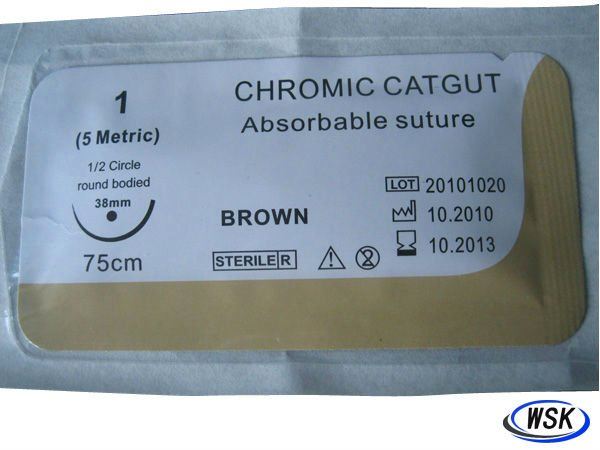 1
(5 Metric)
1/2 Circle
round bodied
38mm
75cm
CHROMIC CATGUT
Absorbable suture
BROWN
STERILE R
LOT 20101020
10.2010
10.2013
WSK